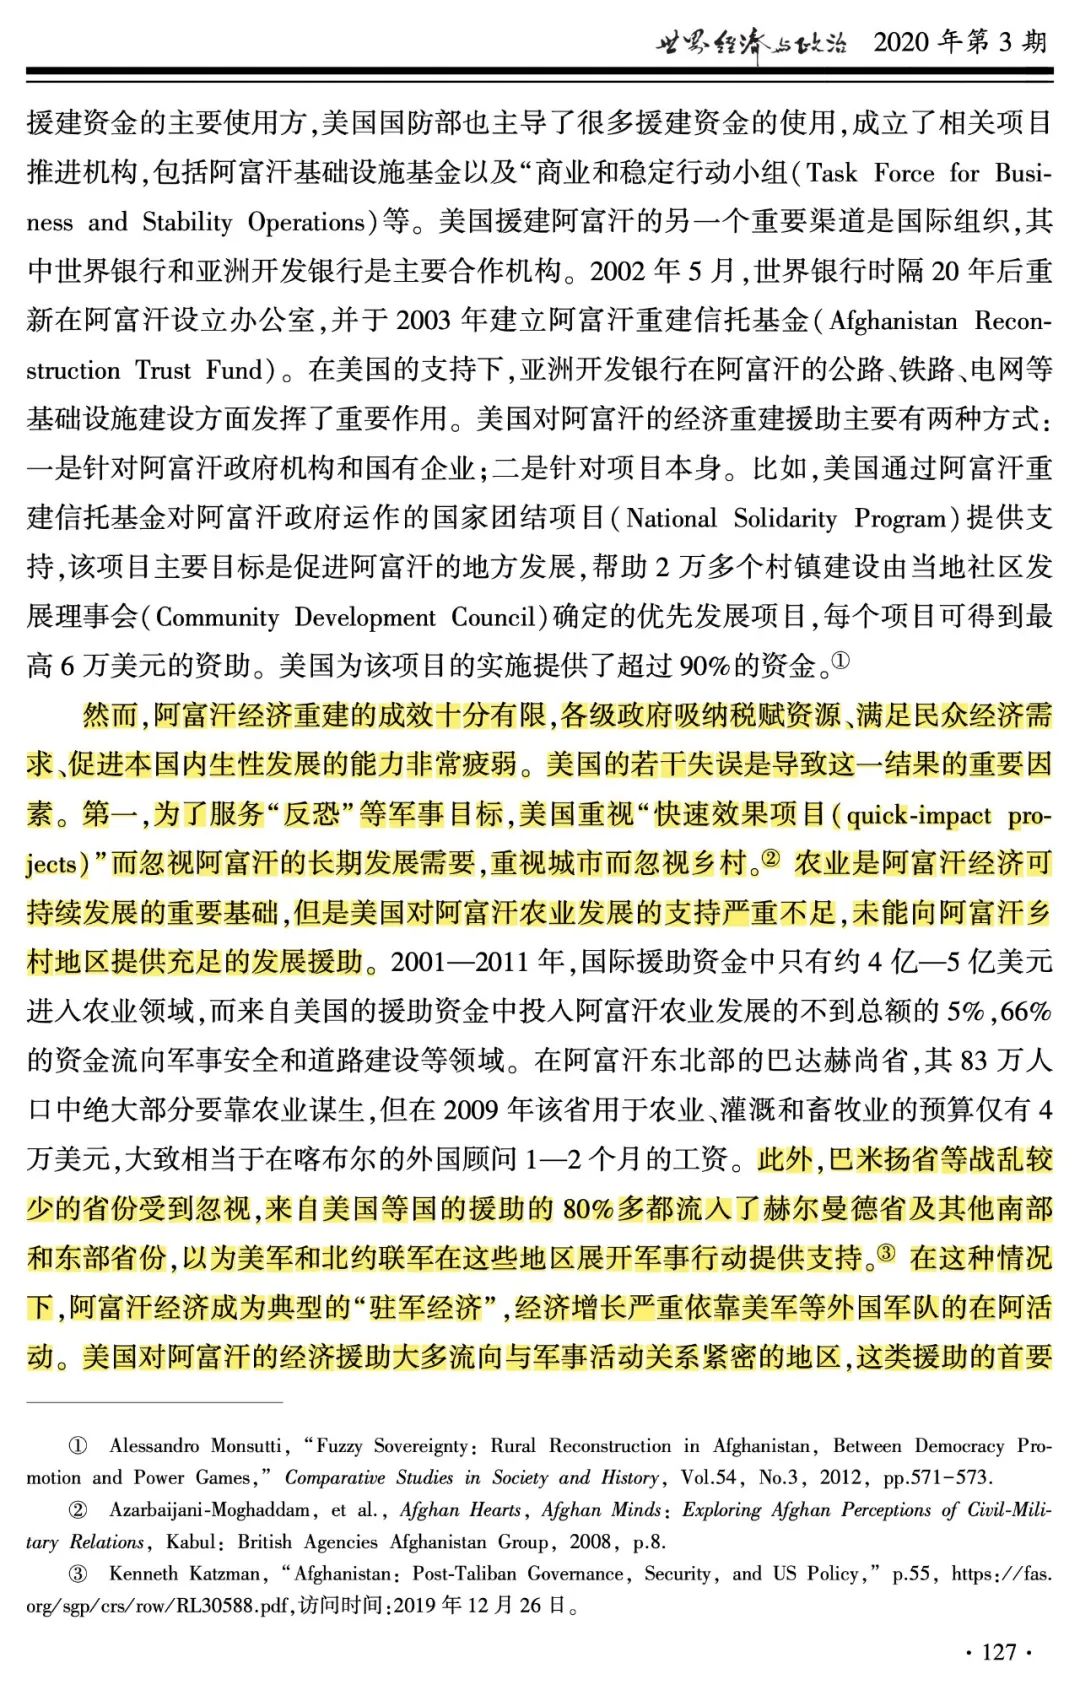 世界经济与政治 2020 年第 3 期
援建资金的主要使用方,美国国防部也主导了很多援建资金的使用,成立了相关项目
推进机构,包括阿富汗基础设施基金以及“商业和稳定行动小组(Task Force for Busi-
ness and Stability Operations)等。美国援建阿富汗的另一个重要渠道是国际组织,其
中世界银行和亚洲开发银行是主要合作机构。2002 年 5 月,世界银行时隔 20 年后重
新在阿富汗设立办公室,并于 2003 年建立阿富汗重建信托基金(Afghanistan Recon-
struction Trust Fund)。在美国的支持下,亚洲开发银行在阿富汗的公路、铁路、电网等
基础设施建设方面发挥了重要作用。美国对阿富汗的经济重建援助主要有两种方式:
一是针对阿富汗政府机构和国有企业;二是针对项目本身。比如,美国通过阿富汗重
建信托基金对阿富汗政府运作的国家团结项目(National Solidarity Program)提供支
持,该项目主要目标是促进阿富汗的地方发展,帮助 2 万多个村镇建设由当地社区发
展理事会(Community Development Council)确定的优先发展项目,每个项目可得到最
高 6 万美元的资助。美国为该项目的实施提供了超过 90%的资金。①
然而,阿富汗经济重建的成效十分有限,各级政府吸纳税赋资源、满足民众经济需
求、促进本国内生性发展的能力非常疲弱。美国的若干失误是导致这一结果的重要因
素。第一,为了服务“反恐”等军事目标,美国重视“快速效果项目(quick-impact pro-
jects)”而忽视阿富汗的长期发展需要,重视城市而忽视乡村。② 农业是阿富汗经济可
持续发展的重要基础,但是美国对阿富汗农业发展的支持严重不足,未能向阿富汗乡
村地区提供充足的发展援助。2001—2011 年,国际援助资金中只有约 4 亿—5 亿美元
进入农业领域,而来自美国的援助资金中投入阿富汗农业发展的不到总额的 5%,66%
的资金流向军事安全和道路建设等领域。在阿富汗东北部的巴达赫尚省,其 83 万人
口中绝大部分要靠农业谋生,但在 2009 年该省用于农业、灌溉和畜牧业的预算仅有 4
万美元,大致相当于在喀布尔的外国顾问 1—2 个月的工资。此外,巴米扬省等战乱较
少的省份受到忽视,来自美国等国的援助的 80%多都流入了赫尔曼德省及其他南部
和东部省份,以为美军和北约联军在这些地区展开军事行动提供支持。③ 在这种情况
下,阿富汗经济成为典型的“驻军经济”,经济增长严重依靠美军等外国军队的在阿活
动。美国对阿富汗的经济援助大多流向与军事活动关系紧密的地区,这类援助的首要
① Alessandro Monsutti, “Fuzzy Sovereignty: Rural Reconstruction in Afghanistan, Between Democracy Pro-
motion and Power Games,” Comparative Studies in Society and History, Vol.54, No.3, 2012, pp.571-573.
② Azarbaijani-Moghaddam, et al., Afghan Hearts, Afghan Minds: Exploring Afghan Perceptions of Civil-Mili-
tary Relations, Kabul: British Agencies Afghanistan Group, 2008, p.8.
③ Kenneth Katzman, “Afghanistan: Post-Taliban Governance, Security, and US Policy,” p.55, https://fas.
org/sgp/crs/row/RL30588.pdf,访问时间:2019 年 12 月 26 日。
· 127 ·